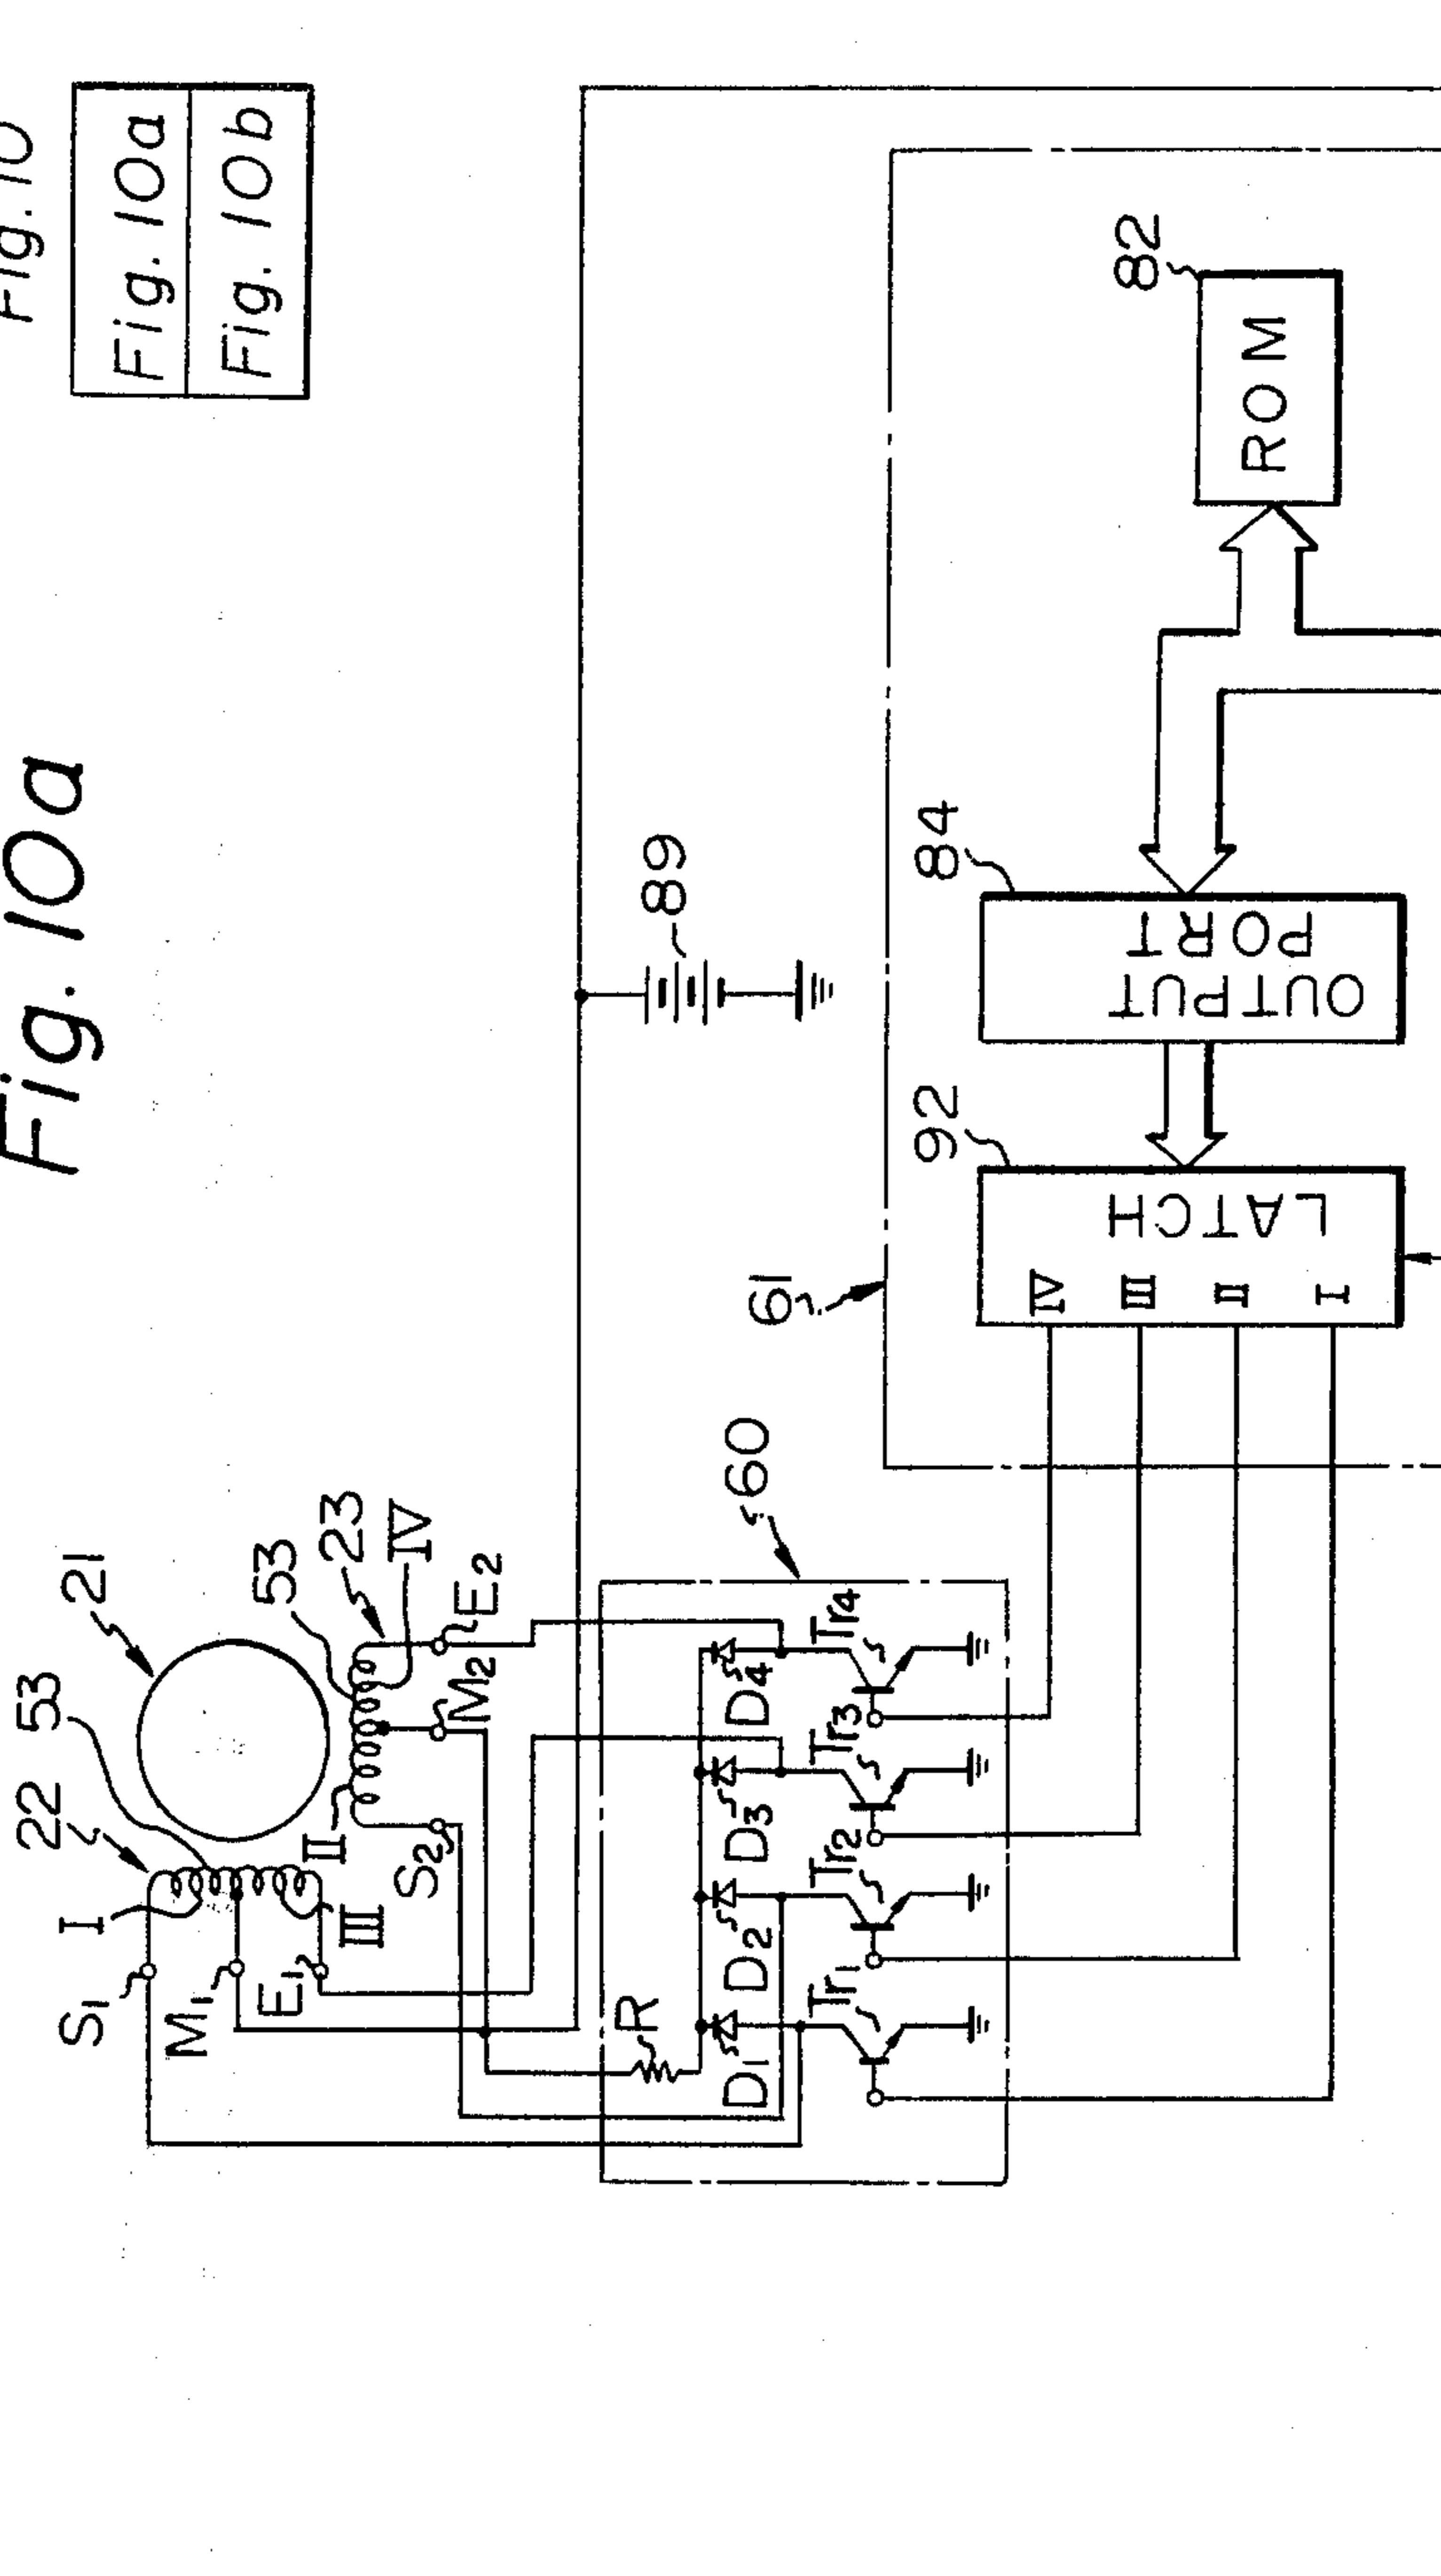 Fig. 10
Fig. 10a
Fig. 10b
Fig. 10a
21
22
53
53
23
I
III
II
IV
S1
M1
E1
S2
M2
E2
89
60
61
R
D1
D2
D3
D4
Tr1
Tr2
Tr3
Tr4
92
LATCH
IV
III
II
I
84
OUTPUT
PORT
82
ROM